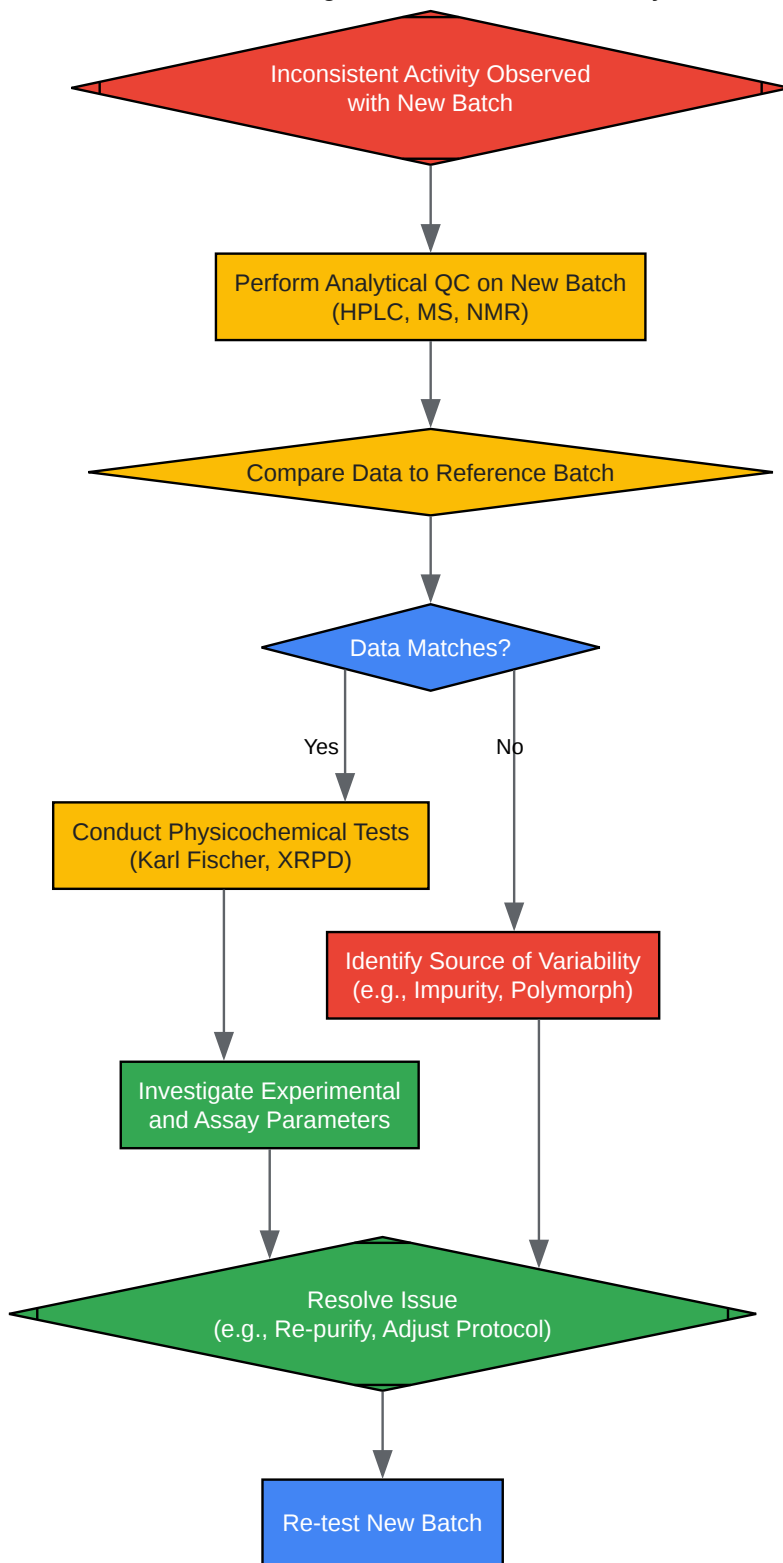 Inconsistent Activity Observed
with New Batch
Perform Analytical QC on New Batch
(HPLC, MS, NMR)
Compare Data to Reference Batch
Data Matches?
Yes
No
Conduct Physicochemical Tests
(Karl Fischer, XRPD)
Identify Source of Variability
(e.g., Impurity, Polymorph)
Investigate Experimental
and Assay Parameters
Resolve Issue
(e.g., Re-purify, Adjust Protocol)
Re-test New Batch